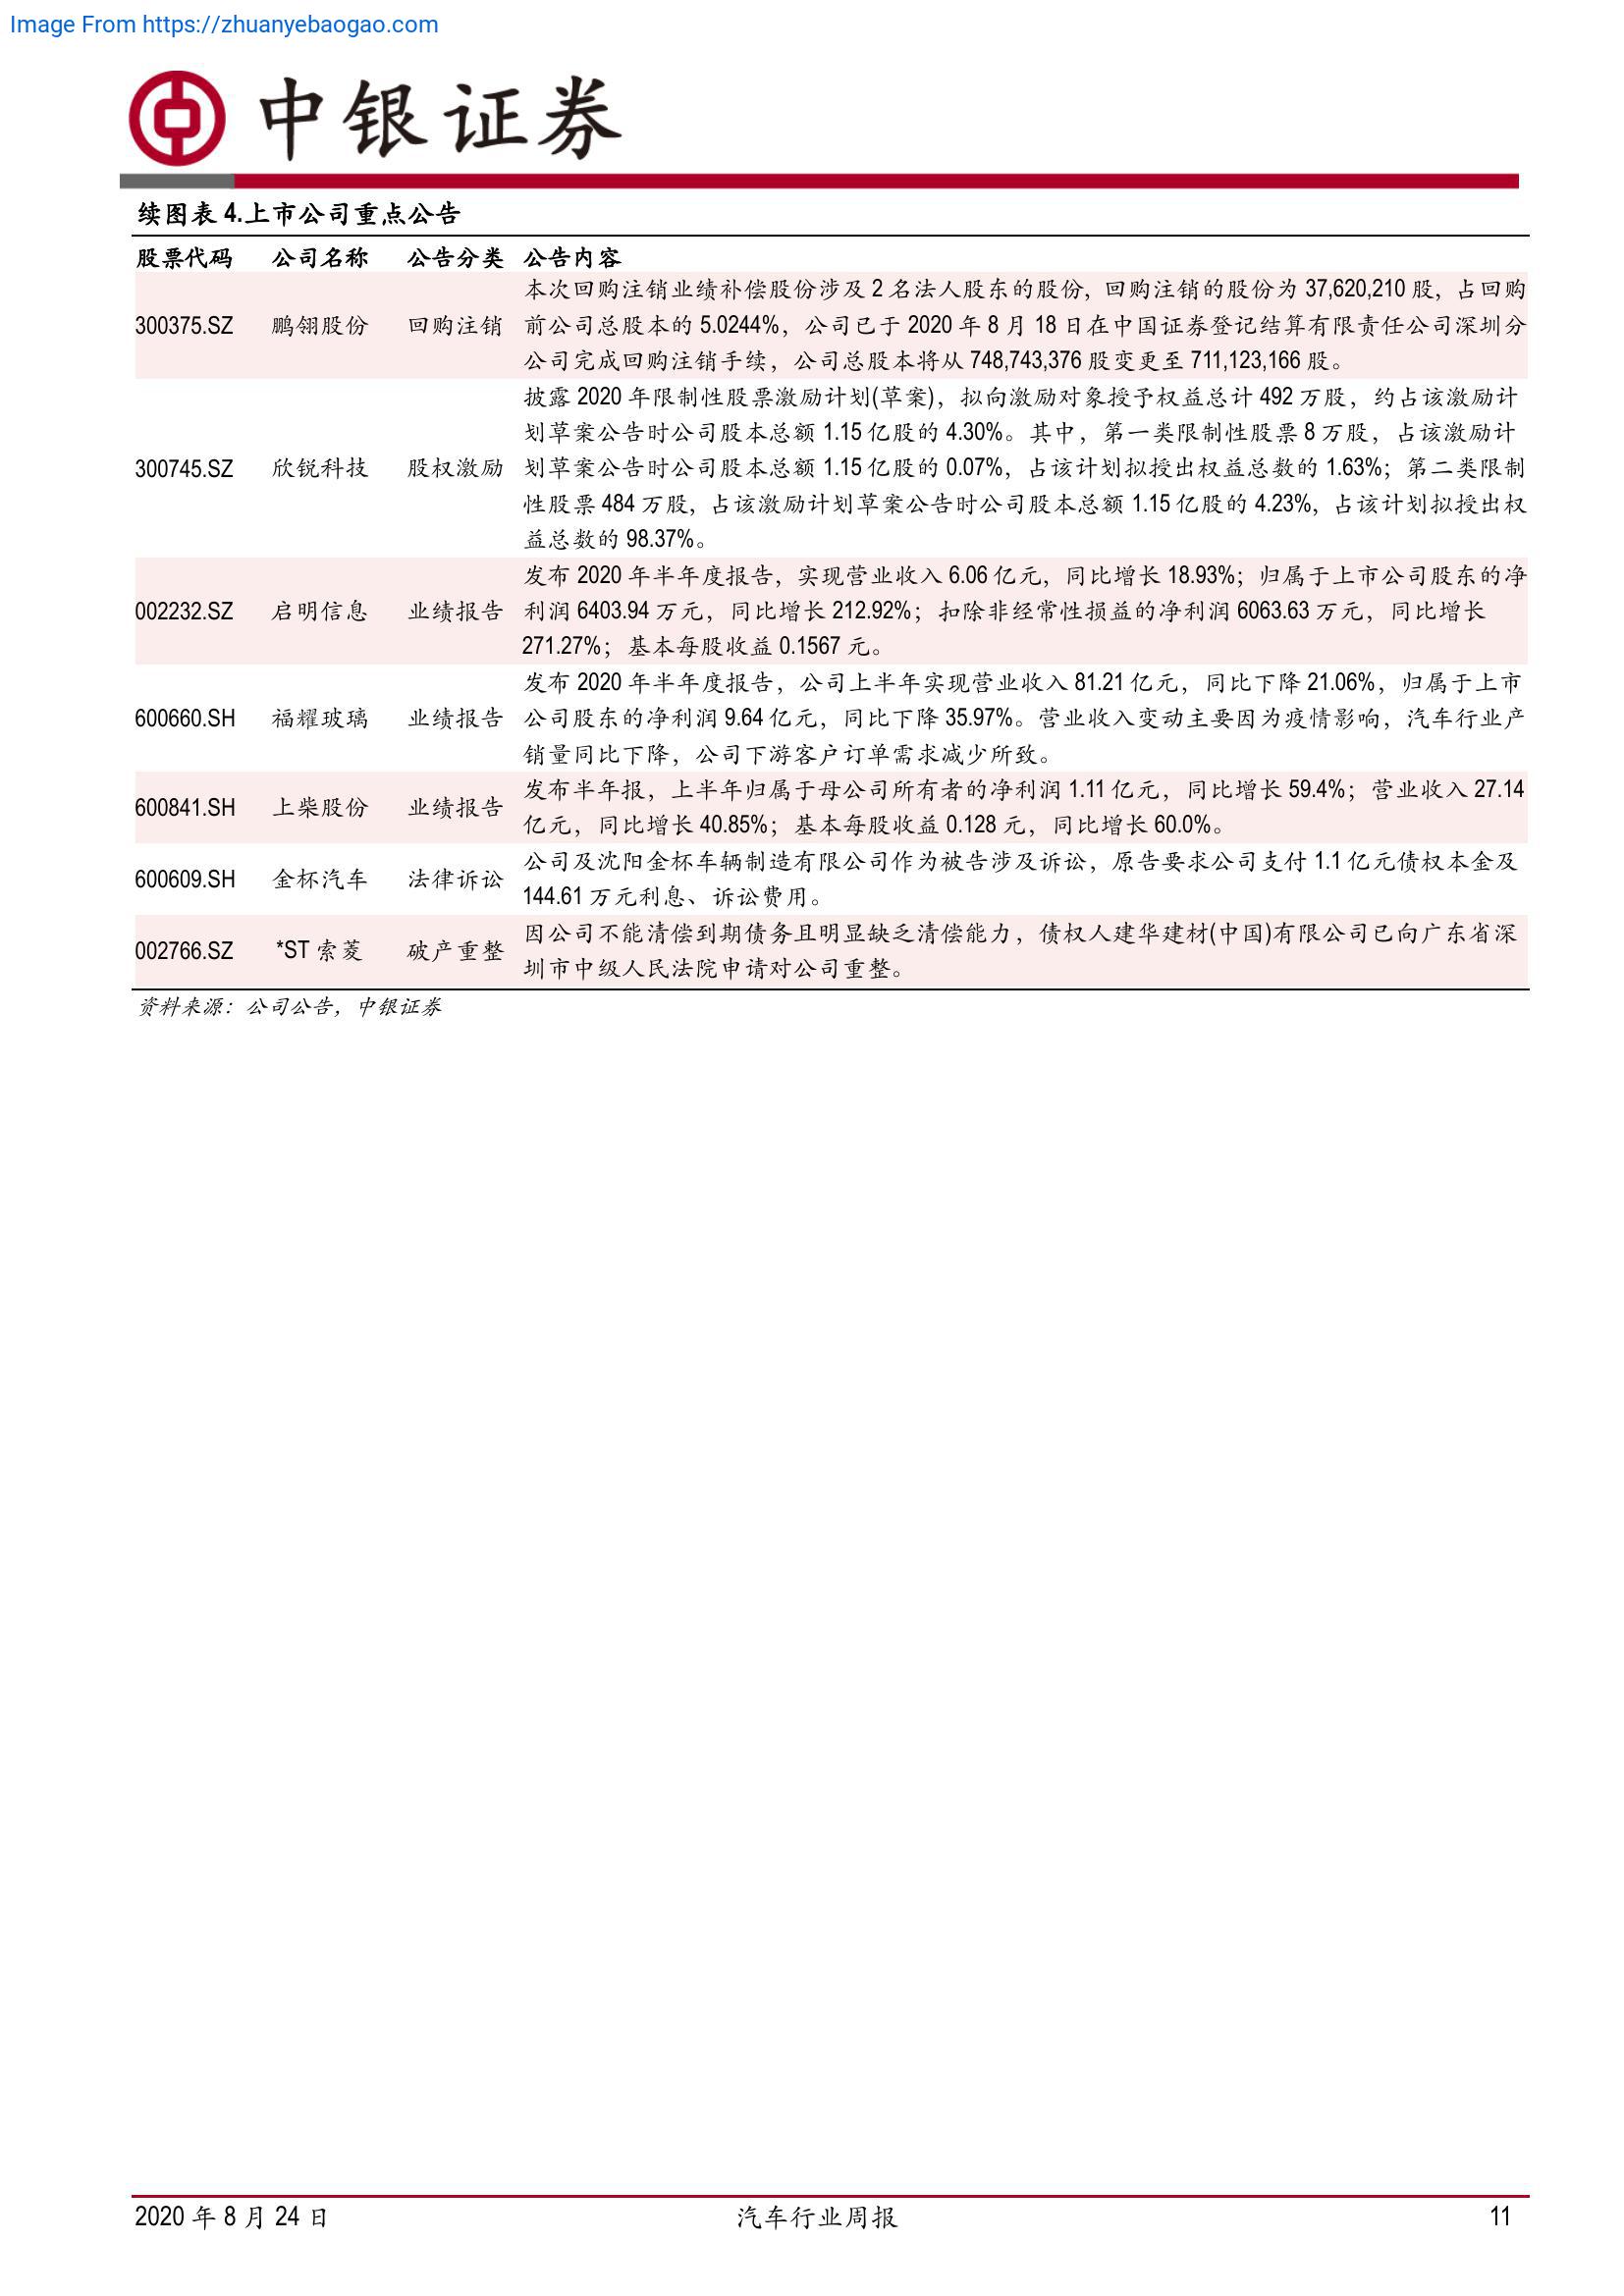 Image From https://zhuanyebaogao.com
中银证券
续图表 4.上市公司重点公告
股票代码 公司名称 公告分类 公告内容
本次回购注销业绩补偿股份涉及 2 名法人股东的股份，回购注销的股份为 37,620,210 股，占回购
300375.SZ 鹏翎股份 回购注销 前公司总股本的 5.0244%，公司已于 2020 年 8 月 18 日在中国证券登记结算有限责任公司深圳分
公司完成回购注销手续，公司总股本将从 748,743,376 股变更至 711,123,166 股。
披露 2020 年限制性股票激励计划(草案)，拟向激励对象授予权益总计 492 万股，约占该激励计
划草案公告时公司股本总额 1.15 亿股的 4.30%。其中，第一类限制性股票 8 万股，占该激励计
300745.SZ 欣锐科技 股权激励 划草案公告时公司股本总额 1.15 亿股的 0.07%，占该计划拟授出权益总数的 1.63%；第二类限制
性股票 484 万股，占该激励计划草案公告时公司股本总额 1.15 亿股的 4.23%，占该计划拟授出权
益总数的 98.37%。
发布 2020 年半年度报告，实现营业收入 6.06 亿元，同比增长 18.93%；归属于上市公司股东的净
002232.SZ 启明信息 业绩报告 利润 6403.94 万元，同比增长 212.92%；扣除非经常性损益的净利润 6063.63 万元，同比增长
271.27%；基本每股收益 0.1567 元。
发布 2020 年半年度报告，公司上半年实现营业收入 81.21 亿元，同比下降 21.06%，归属于上市
600660.SH 福耀玻璃 业绩报告 公司股东的净利润 9.64 亿元，同比下降 35.97%。营业收入变动主要因为疫情影响，汽车行业产
销量同比下降，公司下游客户订单需求减少所致。
600841.SH 上柴股份 业绩报告 发布半年报，上半年归属于母公司所有者的净利润 1.11 亿元，同比增长 59.4%；营业收入 27.14
亿元，同比增长 40.85%；基本每股收益 0.128 元，同比增长 60.0%。
600609.SH 金杯汽车 法律诉讼 公司及沈阳金杯车辆制造有限公司作为被告涉及诉讼，原告要求公司支付 1.1 亿元债权本金及
144.61 万元利息、诉讼费用。
002766.SZ *ST 索菱 破产重整 因公司不能清偿到期债务且明显缺乏清偿能力，债权人建华建材(中国)有限公司已向广东省深
圳市中级人民法院申请对公司重整。
资料来源：公司公告，中银证券
2020 年 8 月 24 日 汽车行业周报 11